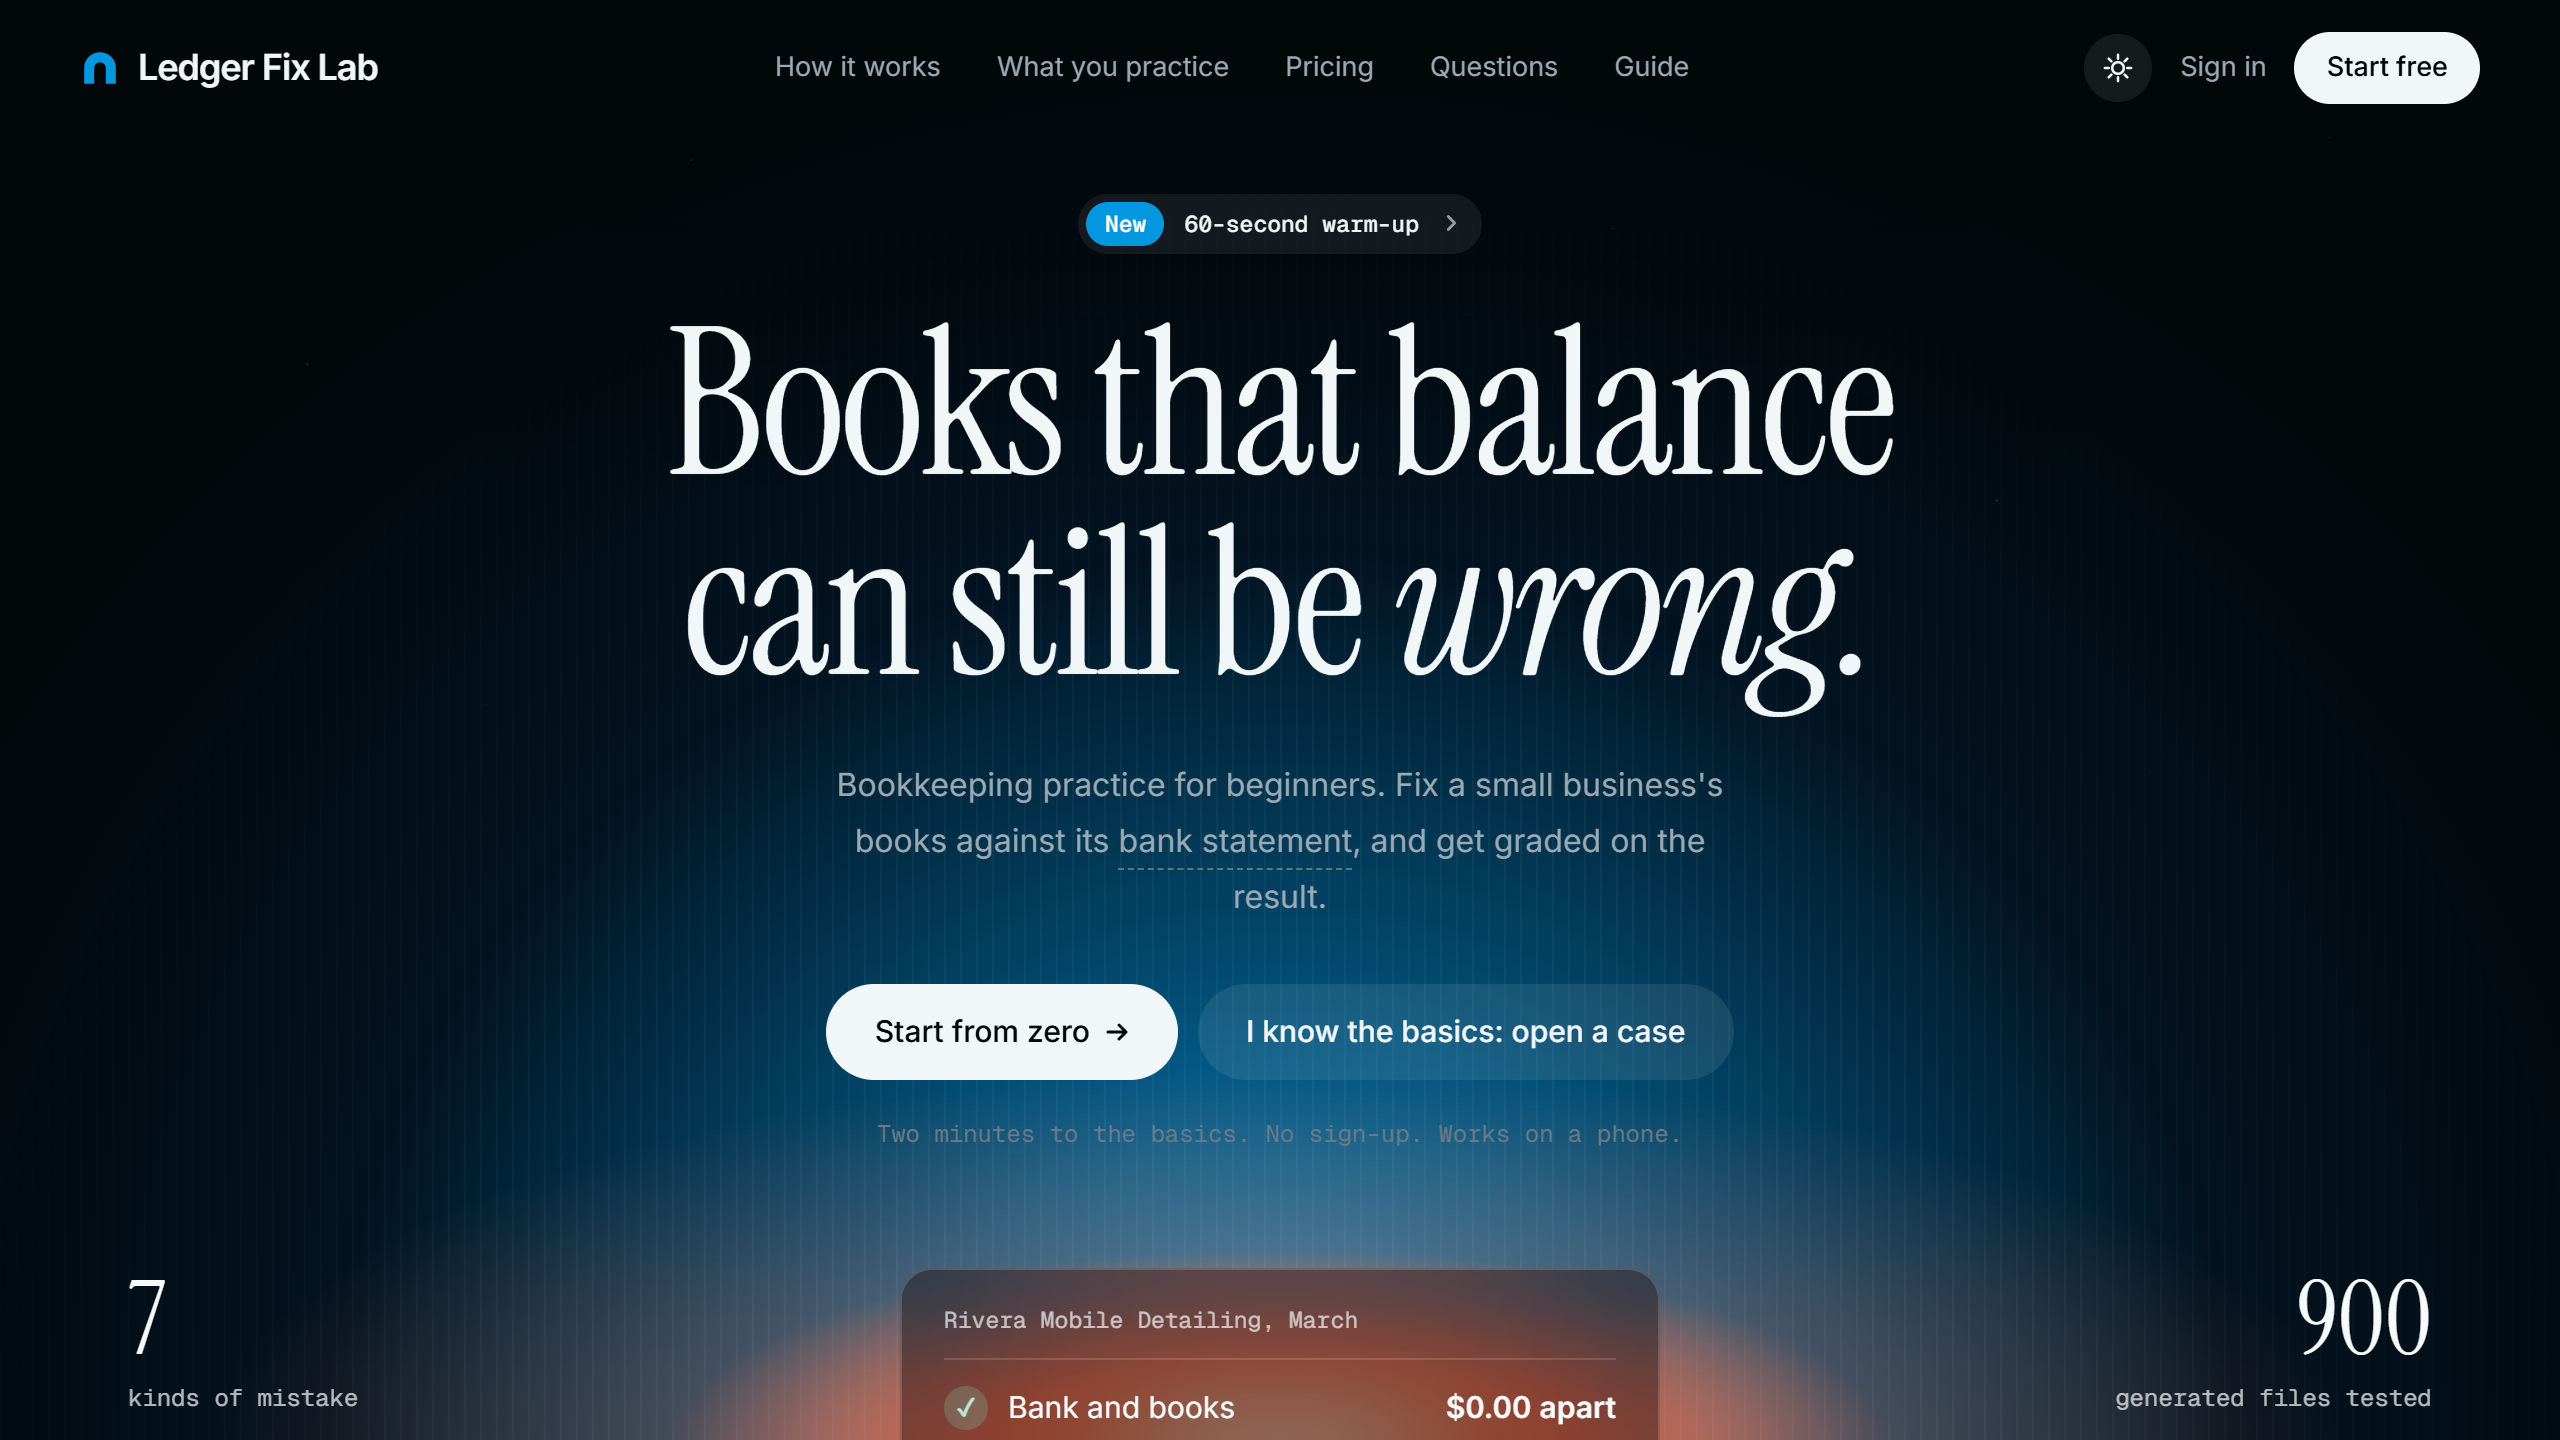 Ledger Fix Lab
How it works
What you practice
Pricing
Questions
Guide
Sign in
Start free
New 60-second warm-up
Books that balance
can still be wrong.
Bookkeeping practice for beginners. Fix a small business's
books against its bank statement, and get graded on the
result.
Start from zero →
I know the basics: open a case
Two minutes to the basics. No sign-up. Works on a phone.
7
kinds of mistake
Rivera Mobile Detailing, March
✓ Bank and books $0.00 apart
900
generated files tested